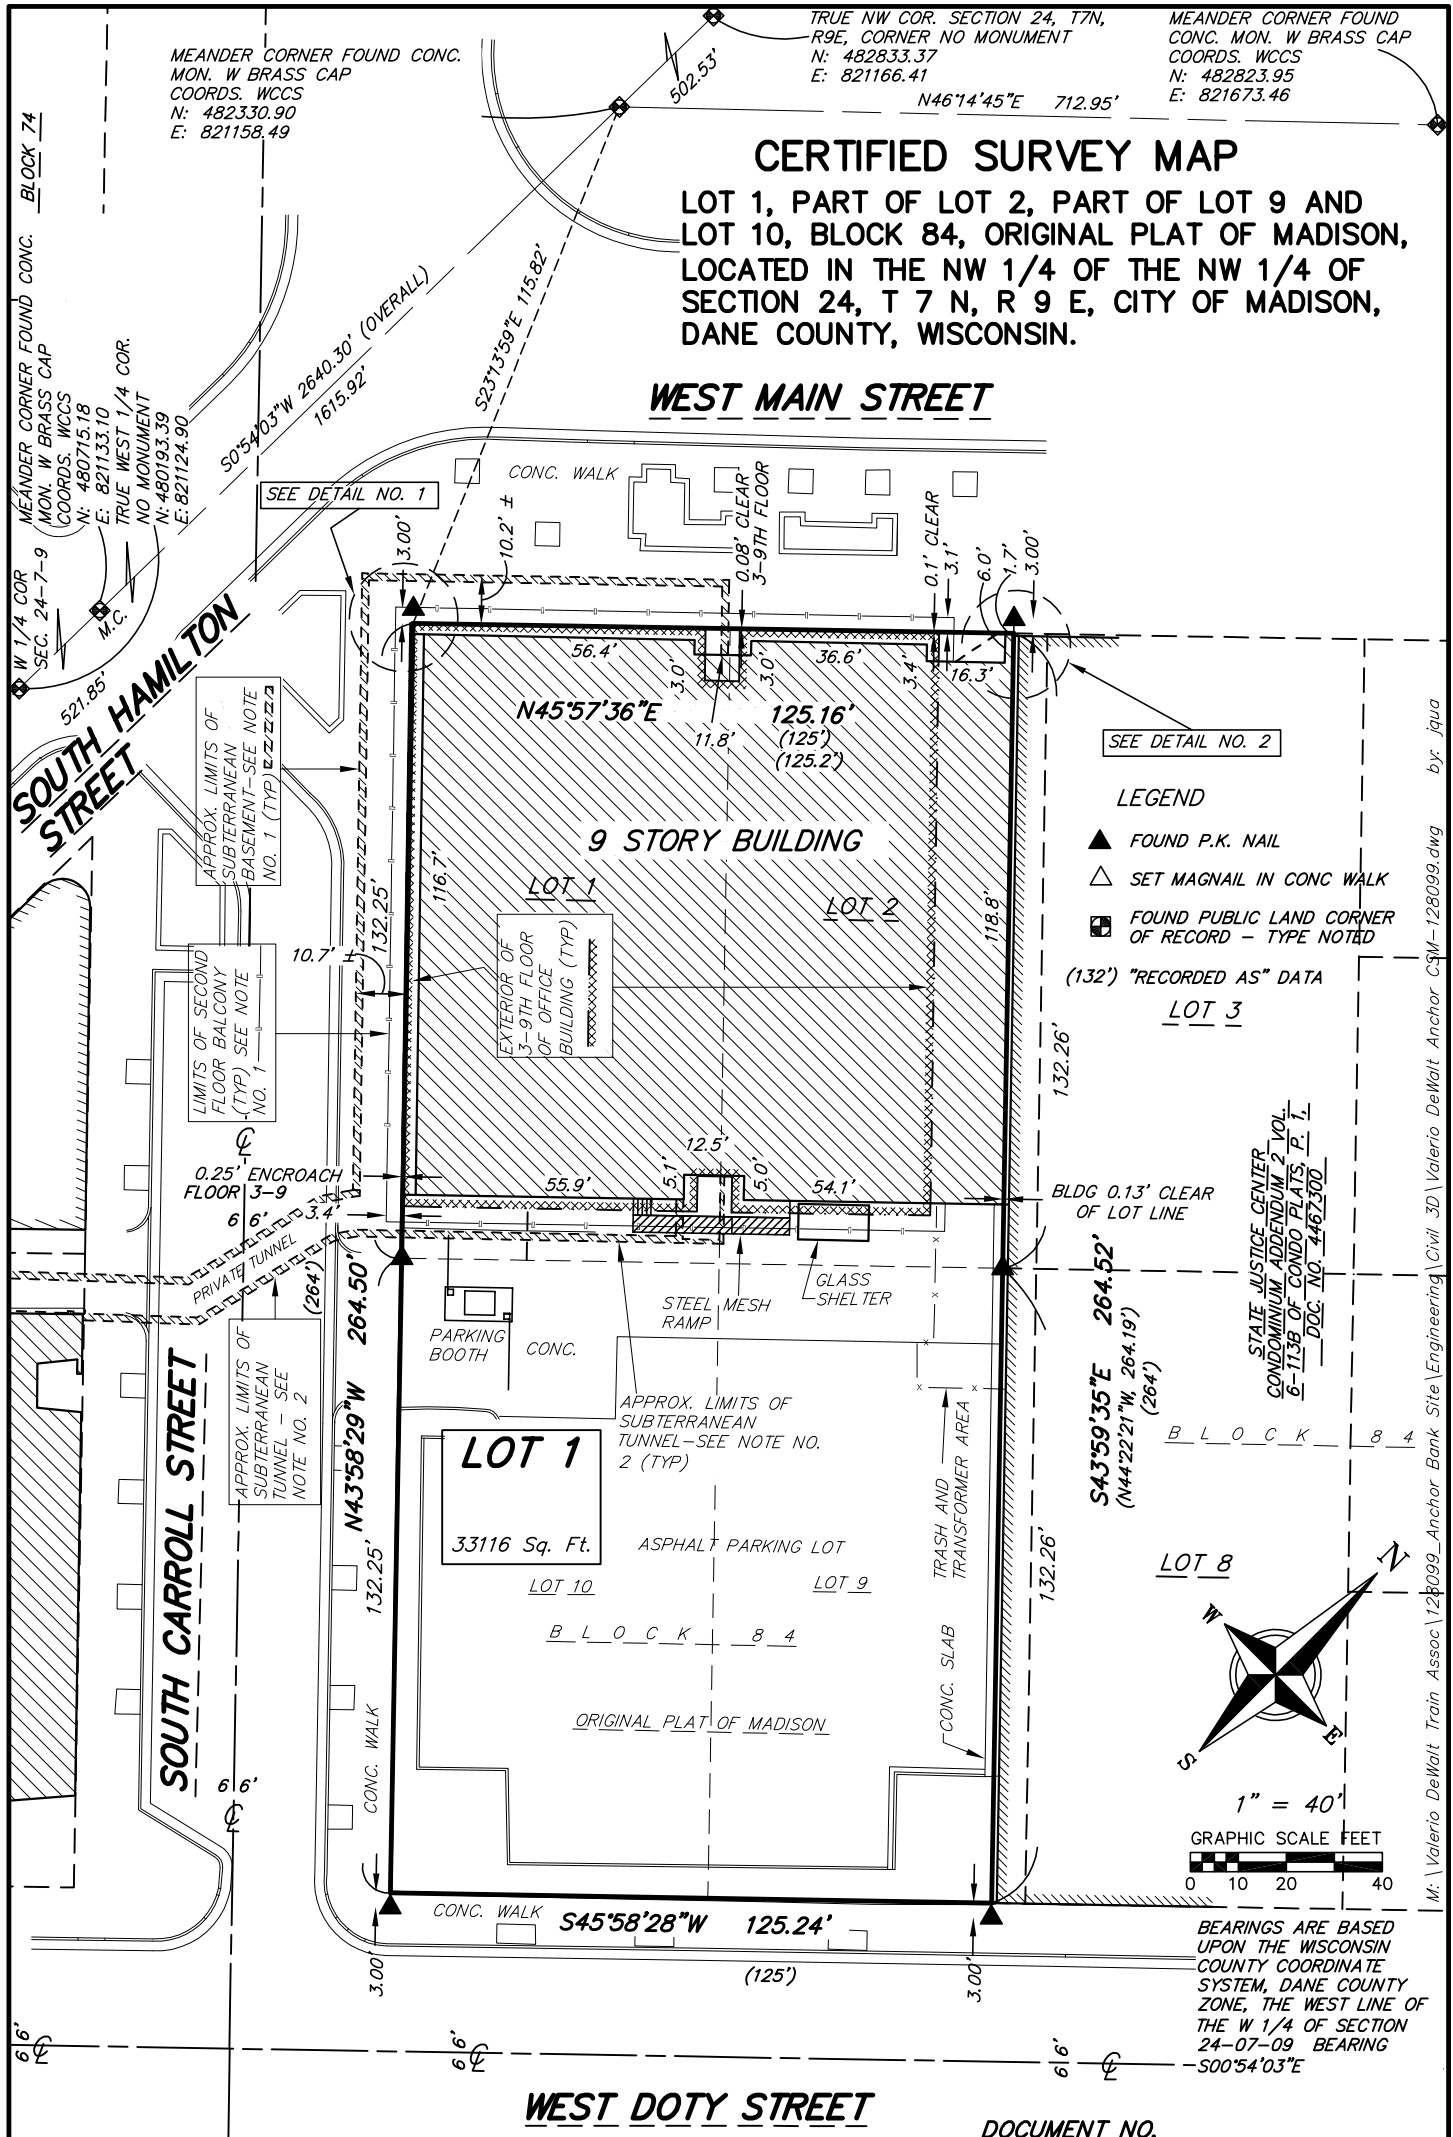 MEANDER CORNER FOUND CONC.
MON. W BRASS CAP
COORDS. WCCS
N: 482330.90
E: 821158.49
502.53'
TRUE NW COR. SECTION 24, T7N,
R9E, CORNER NO MONUMENT
N: 482833.37
E: 821166.41
MEANDER CORNER FOUND
CONC. MON. W BRASS CAP
COORDS. WCCS
N: 482823.95
E: 821673.46
N46°14'45"E 712.95'
CERTIFIED SURVEY MAP
LOT 1, PART OF LOT 2, PART OF LOT 9 AND
LOT 10, BLOCK 84, ORIGINAL PLAT OF MADISON,
LOCATED IN THE NW 1/4 OF THE NW 1/4 OF
SECTION 24, T 7 N, R 9 E, CITY OF MADISON,
DANE COUNTY, WISCONSIN.
BLOCK 74
MEANDER CORNER FOUND CONC.
MON. W BRASS CAP
COORDS. WCCS
N: 480715.18
E: 821133.10
TRUE WEST 1/4 COR.
NO MONUMENT
N: 480193.39
E: 821124.90
W 1/4 COR
SEC. 24-7-9
M.C.
521.85'
S0°54'03"W 2640.30' (OVERALL)
1615.92'
S23°13'59"E 115.82'
WEST MAIN STREET
CONC. WALK
SEE DETAIL NO. 1
3.00'
10.2' ±
0.08' CLEAR
3-9TH FLOOR
0.1' CLEAR
3.1'
6.0'
1.7'
3.00'
SOUTH HAMILTON
STREET
56.4'
3.0'
3.0'
36.6'
3.4'
16.3'
11.8'
N45°57'36"E 125.16'
(125')
(125.2')
SEE DETAIL NO. 2
APPROX. LIMITS OF
SUBTERRANEAN
BASEMENT-SEE NOTE
NO. 1 (TYP)
9 STORY BUILDING
LOT 1
LOT 2
116.7'
132.25'
118.8'
LEGEND
FOUND P.K. NAIL
SET MAGNAIL IN CONC WALK
FOUND PUBLIC LAND CORNER
OF RECORD - TYPE NOTED
(132') "RECORDED AS" DATA
LOT 3
EXTERIOR OF
3-9TH FLOOR
OF OFFICE
BUILDING (TYP)
10.7' ±
LIMITS OF SECOND
FLOOR BALCONY
(TYP) SEE NOTE
NO. 1
132.26'
12.5'
5.1'
5.0'
55.9'
54.1'
0.25' ENCROACH
FLOOR 3-9
66'
3.4'
BLDG 0.13' CLEAR
OF LOT LINE
STATE JUSTICE CENTER
CONDOMINIUM ADDENDUM 2 VOL.
6-113B OF CONDO PLATS, P. 1,
DOC. NO. 4467300
PRIVATE TUNNEL
(264')
GLASS
SHELTER
STEEL MESH
RAMP
PARKING
BOOTH
CONC.
N43°58'29"W 264.50'
S43°59'35"E 264.52'
(N44°22'21"W, 264.19')
(264')
APPROX. LIMITS OF
SUBTERRANEAN
TUNNEL - SEE
NOTE NO. 2
APPROX. LIMITS OF
SUBTERRANEAN
TUNNEL-SEE NOTE NO.
2 (TYP)
BLOCK 84
LOT 1
33116 Sq. Ft.
ASPHALT PARKING LOT
TRASH AND
TRANSFORMER AREA
LOT 10
LOT 9
LOT 8
BLOCK 84
132.25'
132.26'
SOUTH CARROLL STREET
ORIGINAL PLAT OF MADISON
CONC. SLAB
CONC. WALK
66'
N
W
E
S
1" = 40'
GRAPHIC SCALE FEET
0 10 20 40
CONC. WALK
S45°58'28"W 125.24'
(125')
3.00'
3.00'
BEARINGS ARE BASED
UPON THE WISCONSIN
COUNTY COORDINATE
SYSTEM, DANE COUNTY
ZONE, THE WEST LINE OF
THE W 1/4 OF SECTION
24-07-09 BEARING
S00°54'03"E
66'
66'
66'
WEST DOTY STREET
DOCUMENT NO.
M: \Valerio DeWalt Train Assoc\128099_Anchor Bank Site\Engineering\Civil 3D\Valerio DeWalt Anchor CSM-128099.dwg by: jqua